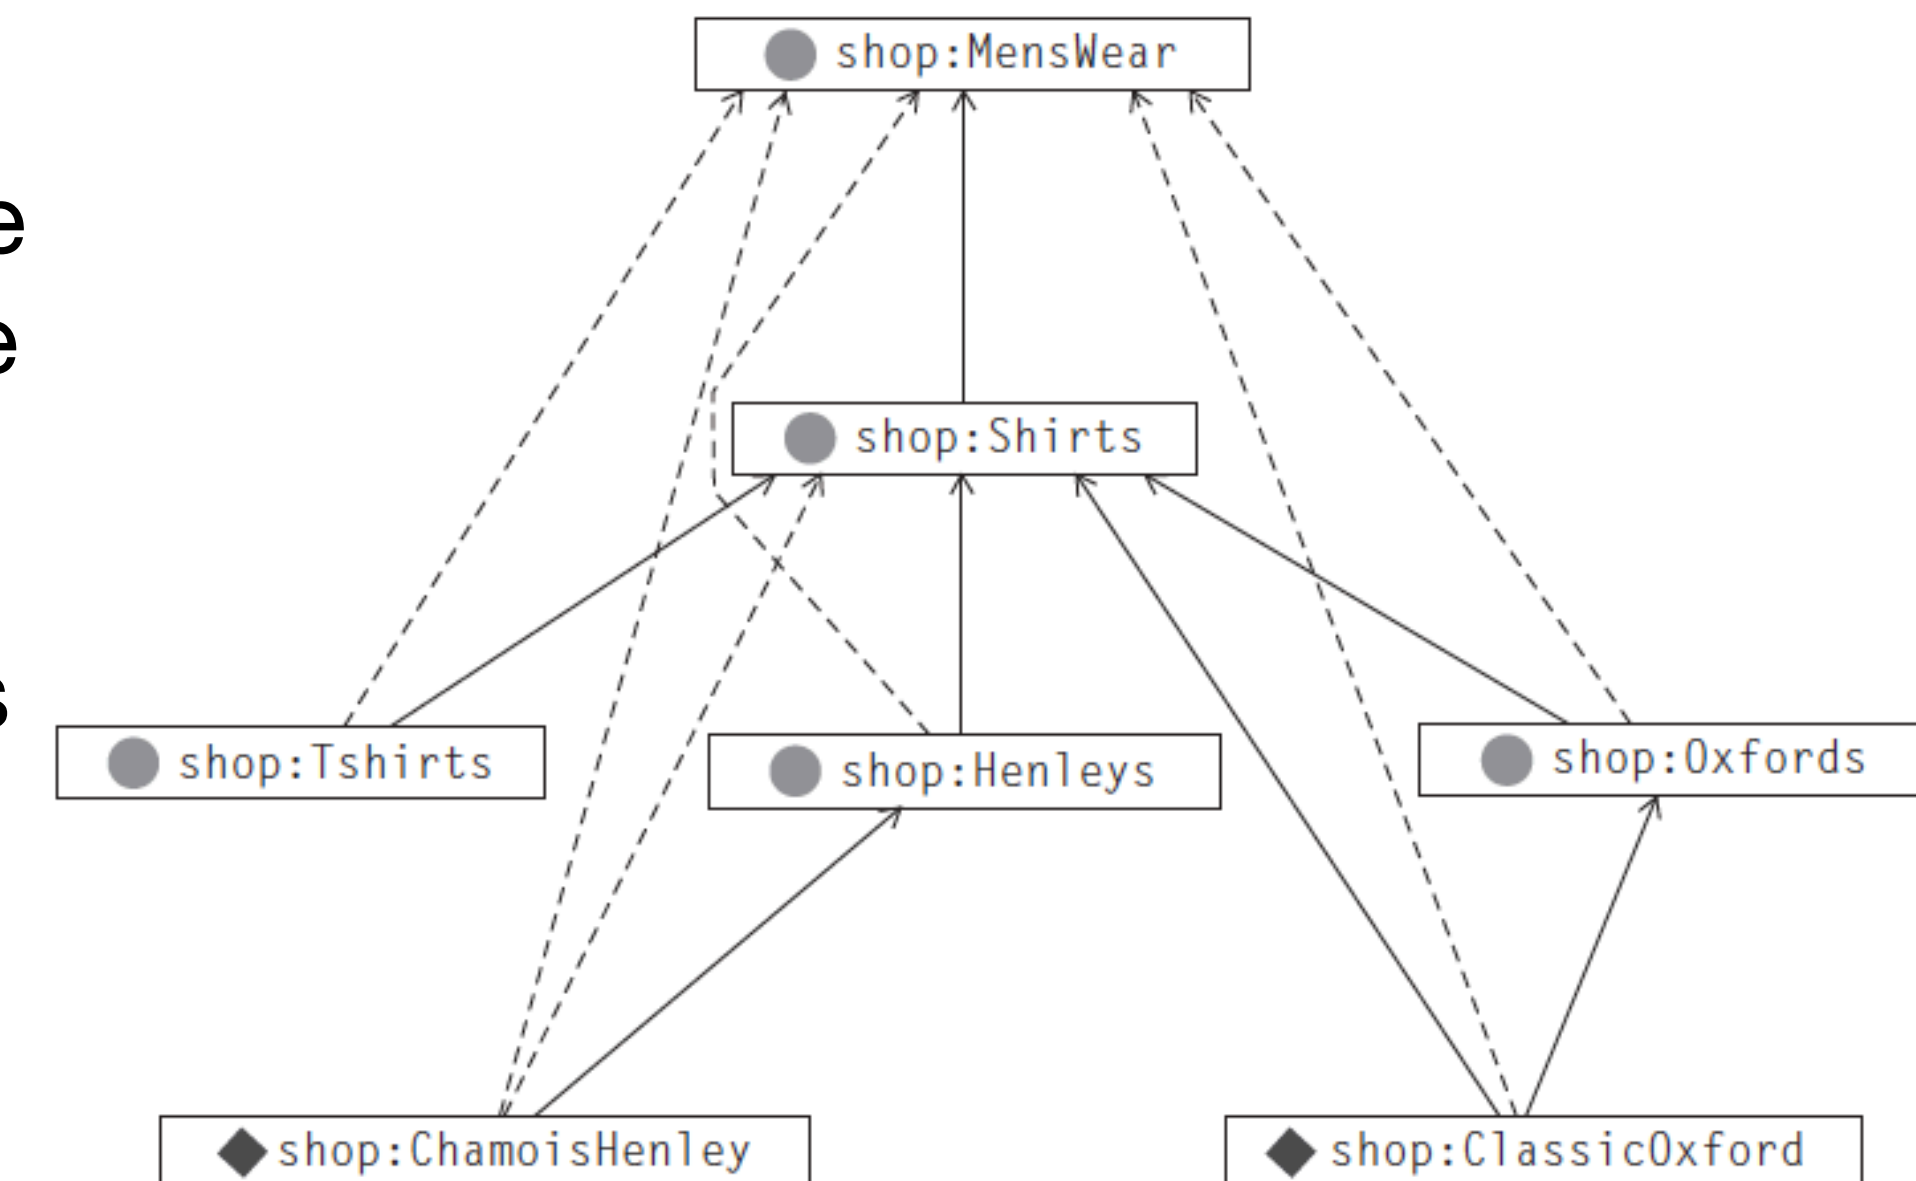 shop:MensWear
e
e
shop:Shirts
s
shop:Tshirts
shop:Henleys
shop:Oxfords
shop:ChamoisHenley
shop:ClassicOxford